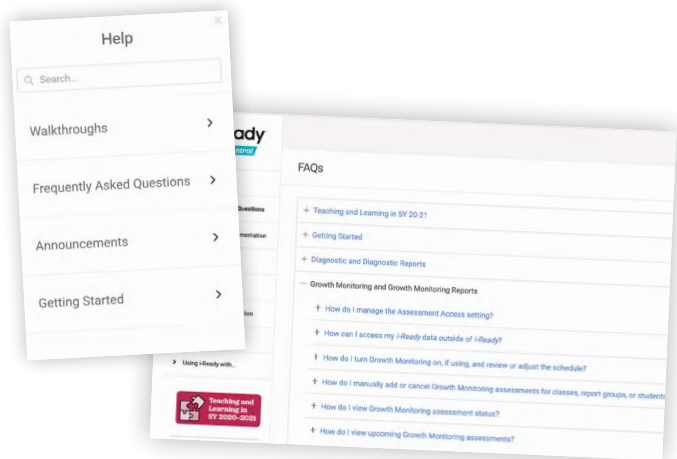 Help
Search...
Walkthroughs
Frequently Asked Questions
Announcements
Getting Started
ady
ntral
Questions
mentation
ion
Using i-Ready with...
Teaching and
Learning in
SY 2020–2021
FAQs
Teaching and Learning in SY 20-21
Getting Started
Diagnostic and Diagnostic Reports
Growth Monitoring and Growth Monitoring Reports
How do I manage the Assessment Access setting?
How can I access my i-Ready data outside of i-Ready?
How do I turn Growth Monitoring on, if using, and review or adjust the schedule?
How do I manually add or cancel Growth Monitoring assessments for classes, report groups, or students
How do I view Growth Monitoring assessment status?
How do I view upcoming Growth Monitoring assessments?